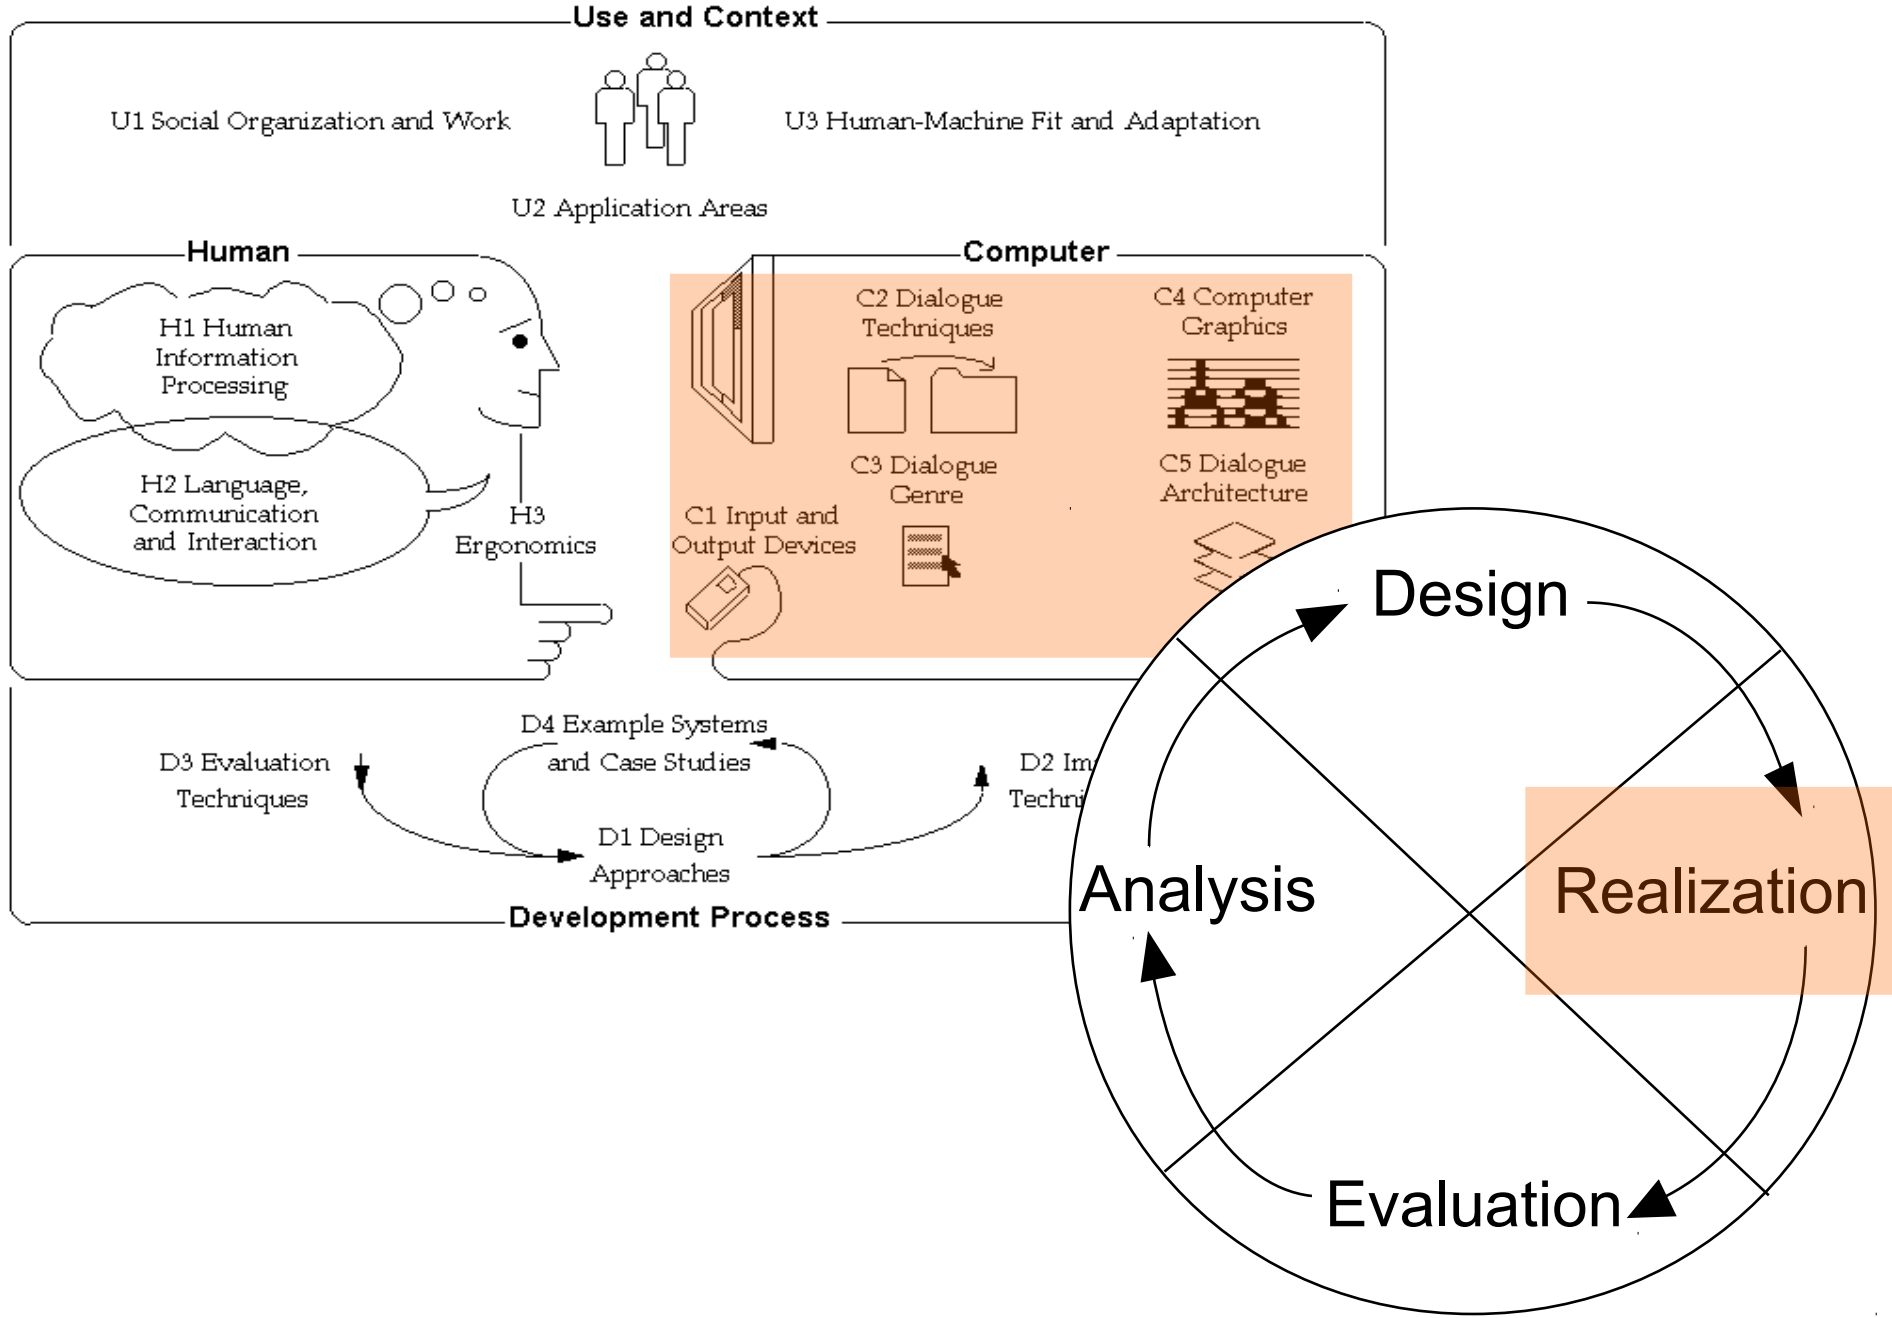 Use and Context
U1 Social Organization and Work
U3 Human-Machine Fit and Adaptation
U2 Application Areas
Human
Computer
H1 Human
Information
Processing
H2 Language,
Communication
and Interaction
H3
Ergonomics
C2 Dialogue
Techniques
C4 Computer
Graphics
C3 Dialogue
Genre
C5 Dialogue
Architecture
C1 Input and
Output Devices
D3 Evaluation
Techniques
D4 Example Systems
and Case Studies
D1 Design
Approaches
D2
Development Process
Design
Analysis
Realization
Evaluation